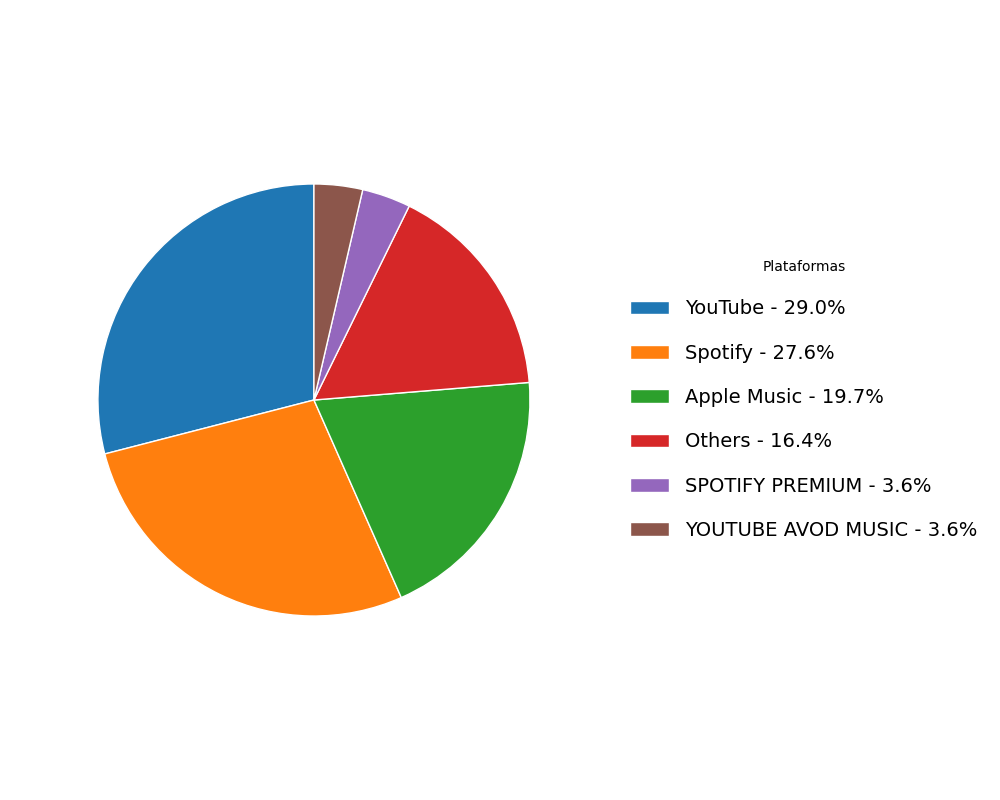 Plataformas
YouTube - 29.0%
Spotify - 27.6%
Apple Music - 19.7%
Others - 16.4%
SPOTIFY PREMIUM - 3.6%
YOUTUBE AVOD MUSIC - 3.6%